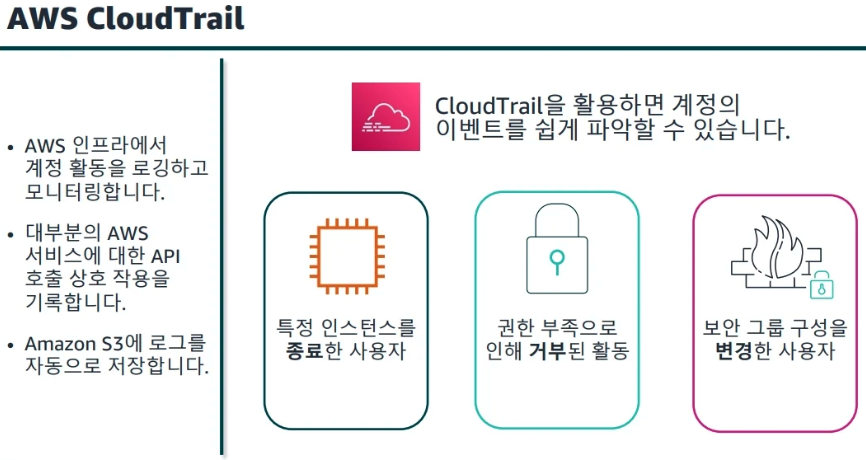 AWS CloudTrail
• AWS 인프라에서
계정 활동을 로깅하고
모니터링합니다.
• 대부분의 AWS
서비스에 대한 API
호출 상호 작용을
기록합니다.
• Amazon S3에 로그를
자동으로 저장합니다.
CloudTrail을 활용하면 계정의
이벤트를 쉽게 파악할 수 있습니다.
특정 인스턴스를
종료한 사용자
권한 부족으로
인해 거부된 활동
보안 그룹 구성을
변경한 사용자